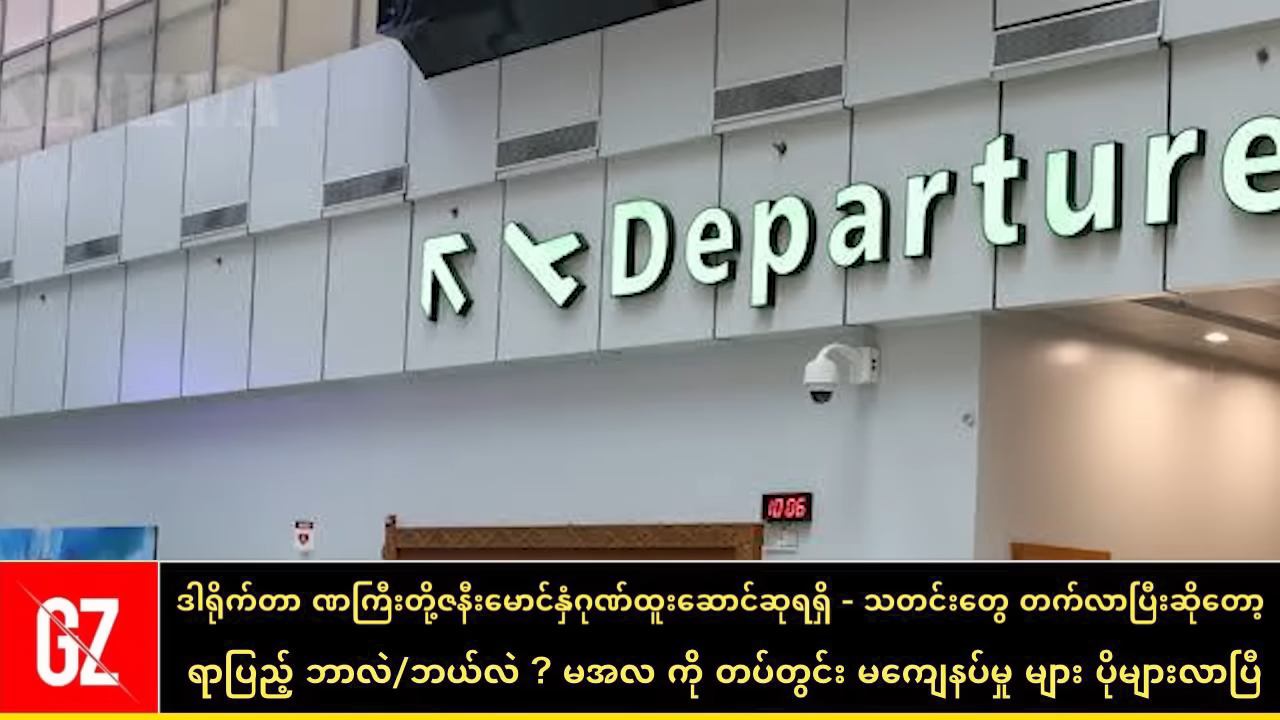 Departure
10:06
GZ
ဒါရိုက်တာ ဏကြီးတို့ဇနီးမောင်နှံဂုဏ်ထူးဆောင်ဆုရရှိ - သတင်းတွေ တက်လာပြီးဆိုတော့
ရာပြည့် ဘာလဲ/ဘယ်လဲ ? မအလ ကို တပ်တွင်း မကျေနပ်မှု များ ပိုများလာပြီ